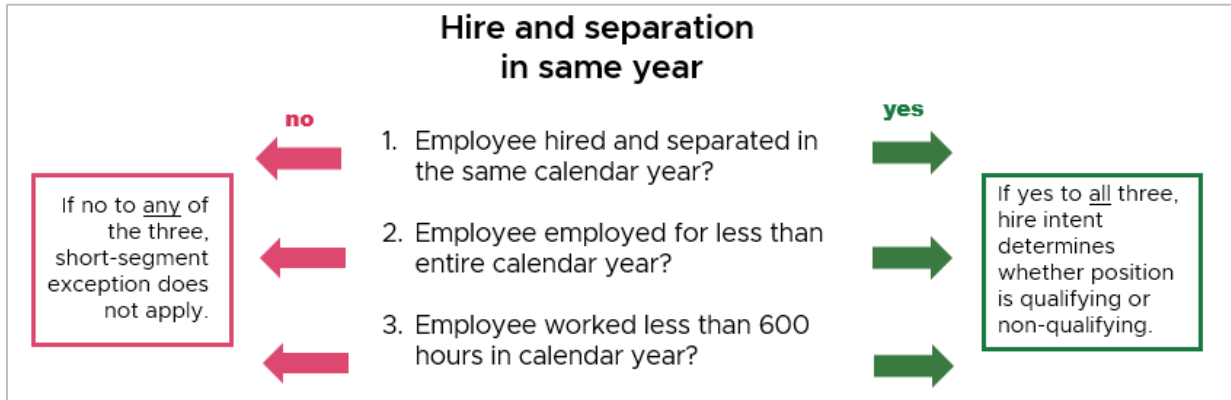 Hire and separation
in same year
no
yes
1. Employee hired and separated in
the same calendar year?
2. Employee employed for less than
entire calendar year?
3. Employee worked less than 600
hours in calendar year?
If no to any of
the three,
short-segment
exception does
not apply.
If yes to all three,
hire intent
determines
whether position
is qualifying or
non-qualifying.